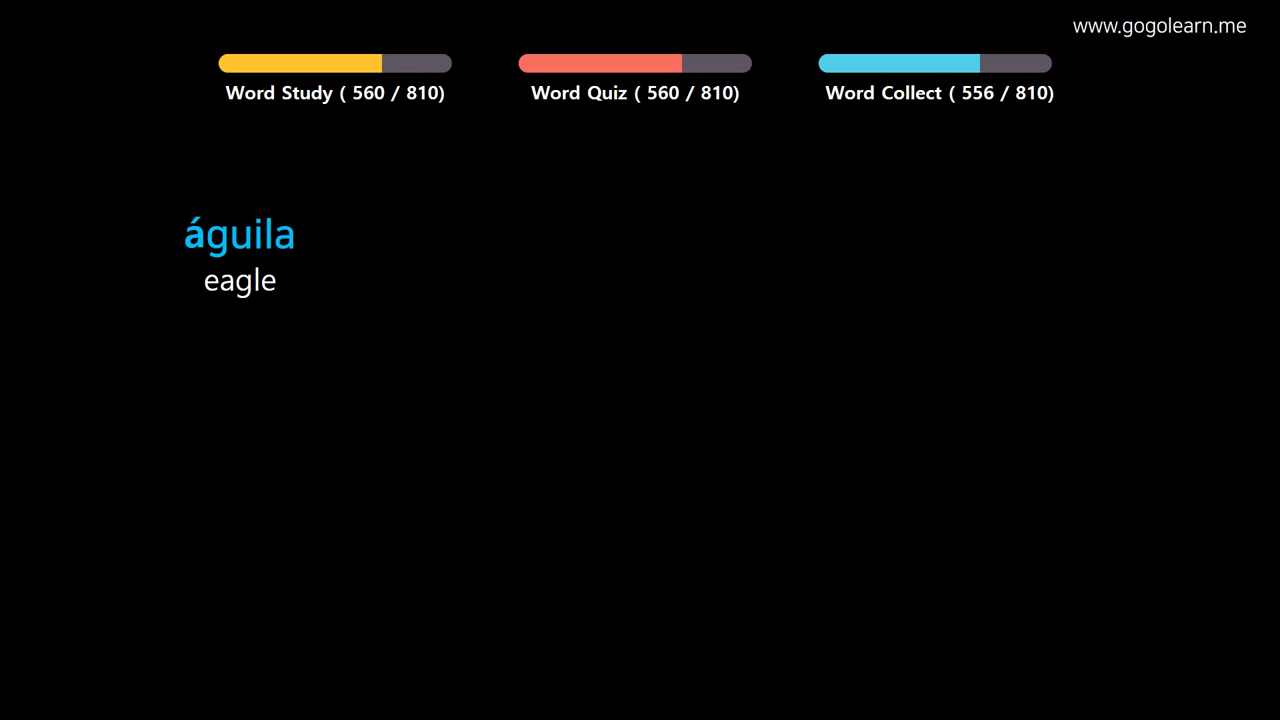 www.gogolearn.me
Word Study ( 560 / 810)
Word Quiz ( 560 / 810)
Word Collect ( 556 / 810)
águila
eagle